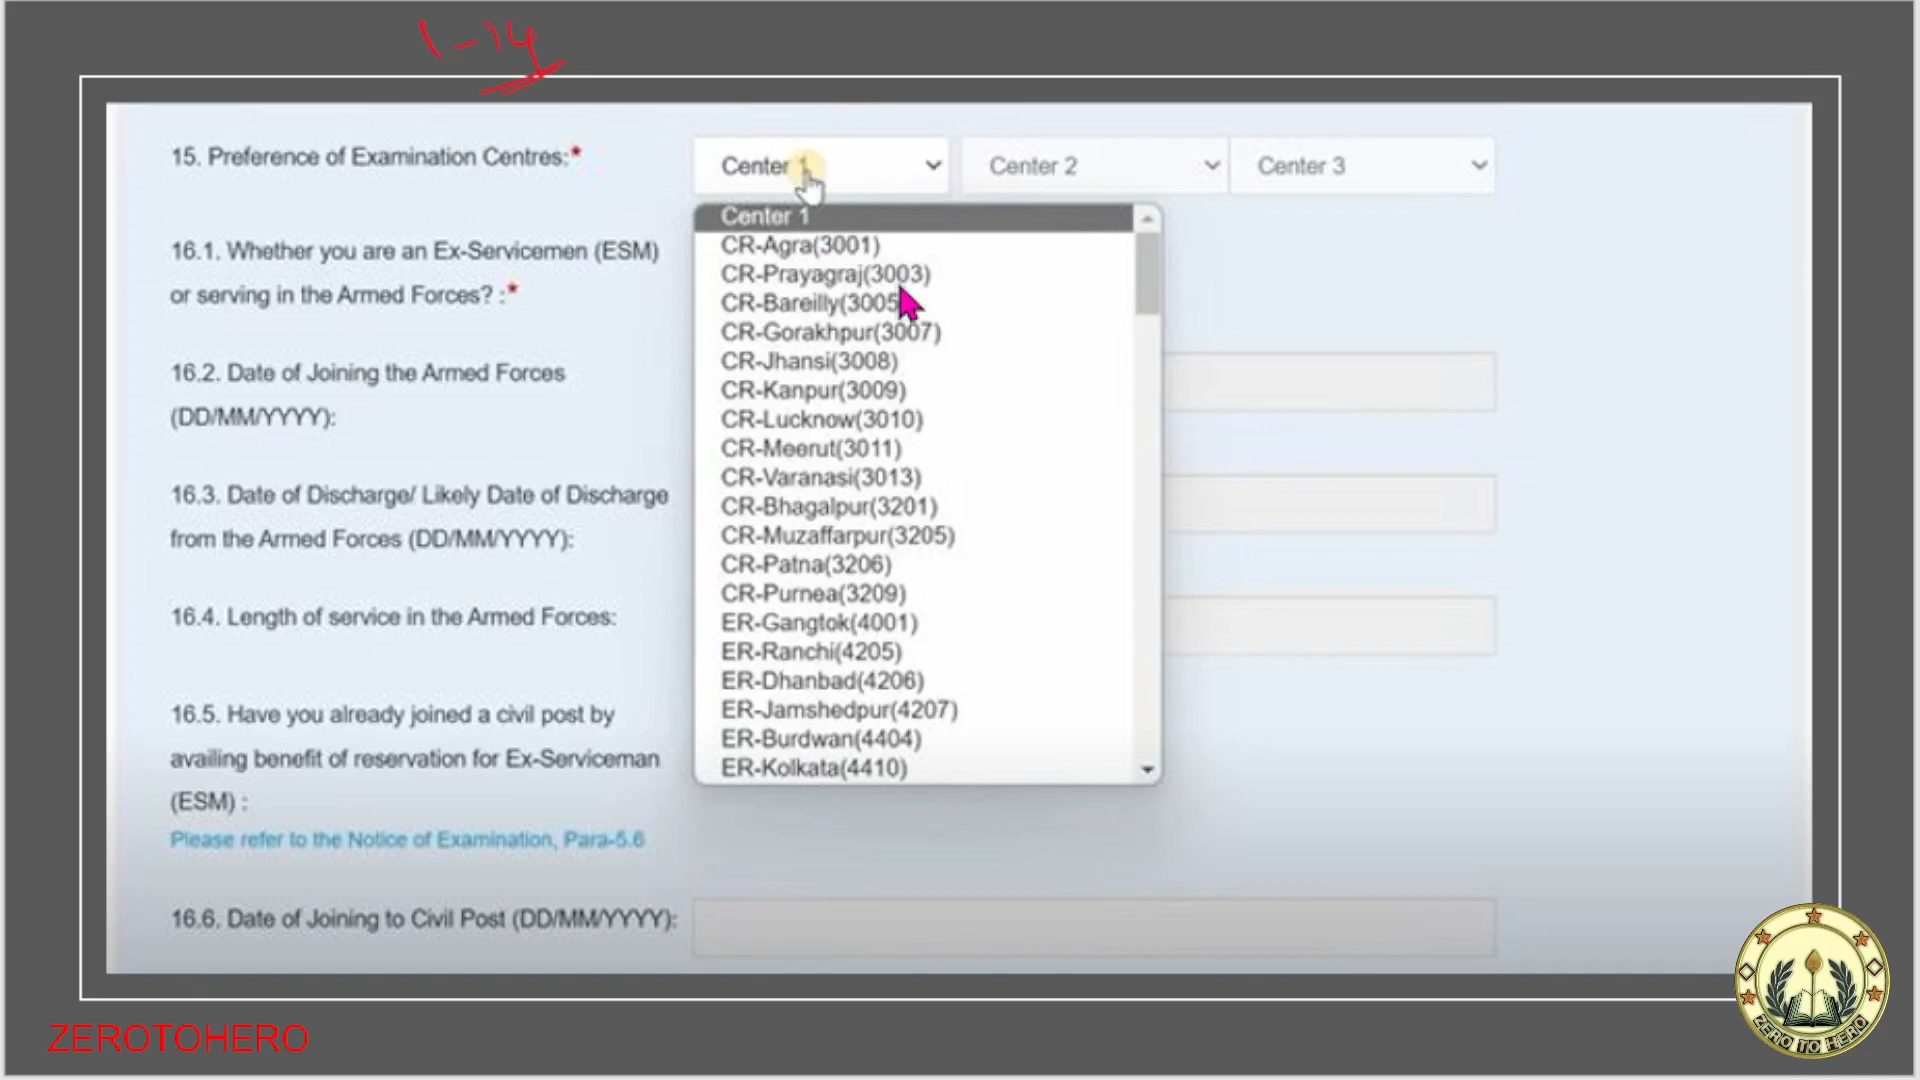 1-14
15. Preference of Examination Centres:*
Center 1
Center 2
Center 3
Center 1
CR-Agra(3001)
CR-Prayagraj(3003)
CR-Bareilly(3005
CR-Gorakhpur(3007)
CR-Jhansi(3008)
CR-Kanpur(3009)
CR-Lucknow(3010)
CR-Meerut(3011)
CR-Varanasi(3013)
CR-Bhagalpur(3201)
CR-Muzaffarpur(3205)
CR-Patna(3206)
CR-Purnea(3209)
ER-Gangtok(4001)
ER-Ranchi(4205)
ER-Dhanbad(4206)
ER-Jamshedpur(4207)
ER-Burdwan(4404)
ER-Kolkata(4410)
16.1. Whether you are an Ex-Servicemen (ESM)
or serving in the Armed Forces? :*
16.2. Date of Joining the Armed Forces
(DD/MM/YYYY):
16.3. Date of Discharge/ Likely Date of Discharge
from the Armed Forces (DD/MM/YYYY):
16.4. Length of service in the Armed Forces:
16.5. Have you already joined a civil post by
availing benefit of reservation for Ex-Serviceman
(ESM) :
Please refer to the Notice of Examination, Para-5.6
16.6. Date of Joining to Civil Post (DD/MM/YYYY):
ZEROTOHERO
ZERO TO HERO